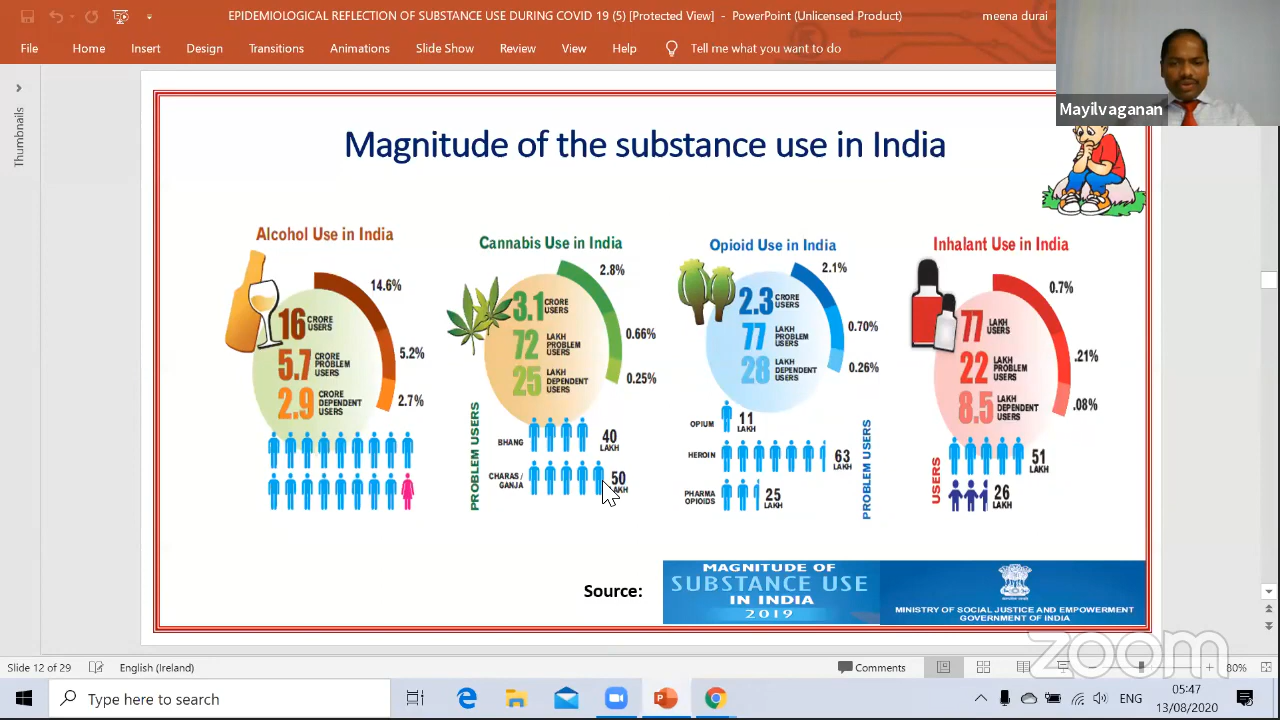 EPIDEMIOLOGICAL REFLECTION OF SUBSTANCE USE DURING COVID 19 (5) [Protected View] - PowerPoint (Unlicensed Product)
meena durai
File Home Insert Design Transitions Animations Slide Show Review View Help Tell me what you want to do
Mayilvaganan
Thumbnails
Magnitude of the substance use in India
Alcohol Use in India
14.6%
16 CRORE USERS
5.7 CRORE PROBLEM USERS
5.2%
2.9 CRORE DEPENDENT USERS
2.7%
Cannabis Use in India
2.8%
3.1 CRORE USERS
72 LAKH PROBLEM USERS
0.66%
25 LAKH DEPENDENT USERS
0.25%
PROBLEM USERS
BHANG
40 LAKH
CHARAS / GANJA
50 LAKH
Opioid Use in India
2.1%
2.3 CRORE USERS
77 LAKH PROBLEM USERS
0.70%
28 LAKH DEPENDENT USERS
0.26%
OPIUM
11 LAKH
HEROIN
63 LAKH
PHARMA OPIOIDS
25 LAKH
PROBLEM USERS
Inhalant Use in India
0.7%
77 LAKH USERS
22 LAKH PROBLEM USERS
.21%
8.5 LAKH DEPENDENT USERS
.08%
USERS
51 LAKH
26 LAKH
Source:
MAGNITUDE OF
SUBSTANCE USE
IN INDIA
2019
MINISTRY OF SOCIAL JUSTICE AND EMPOWERMENT
GOVERNMENT OF INDIA
zoom
Slide 12 of 29 English (Ireland) Comments
Type here to search
ENG
05:47
13/08/2020